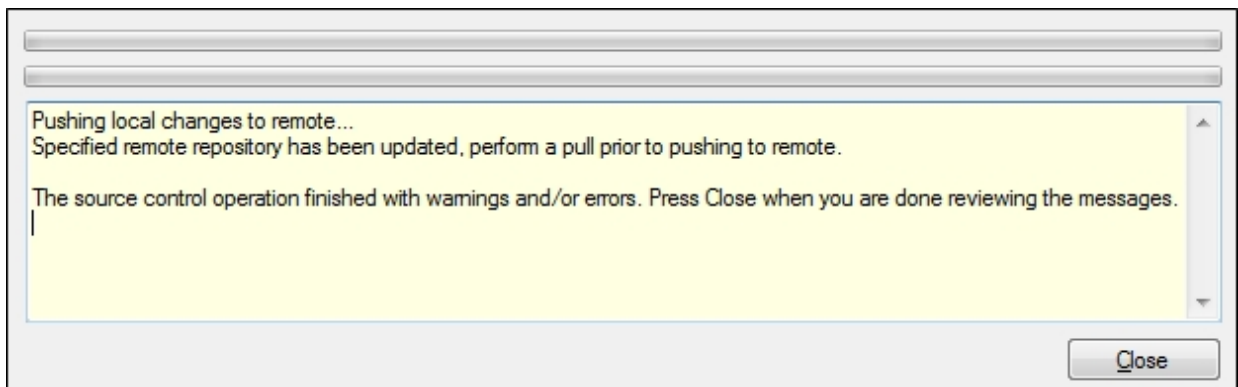 Pushing local changes to remote...
Specified remote repository has been updated, perform a pull prior to pushing to remote.
The source control operation finished with warnings and/or errors. Press Close when you are done reviewing the messages.
Close